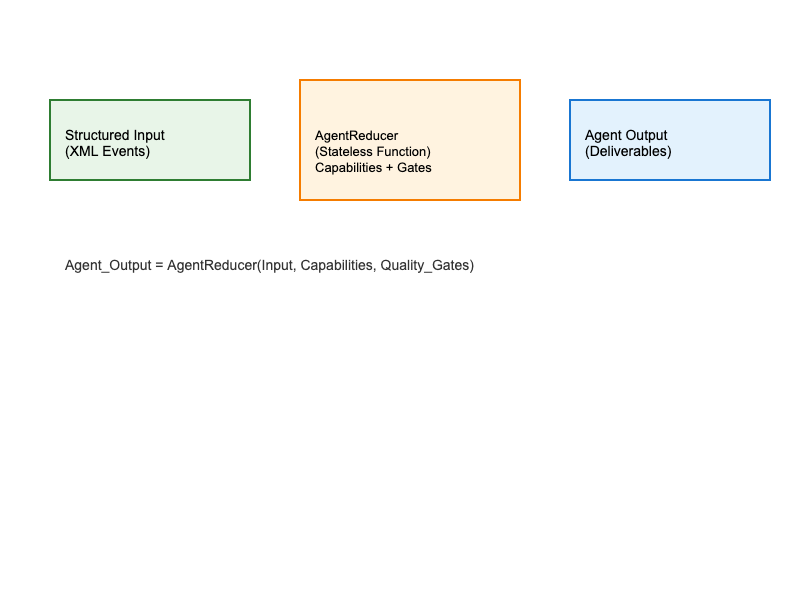 Structured Input
(XML Events)
AgentReducer
(Stateless Function)
Capabilities + Gates
Agent Output
(Deliverables)
Agent_Output = AgentReducer(Input, Capabilities, Quality_Gates)